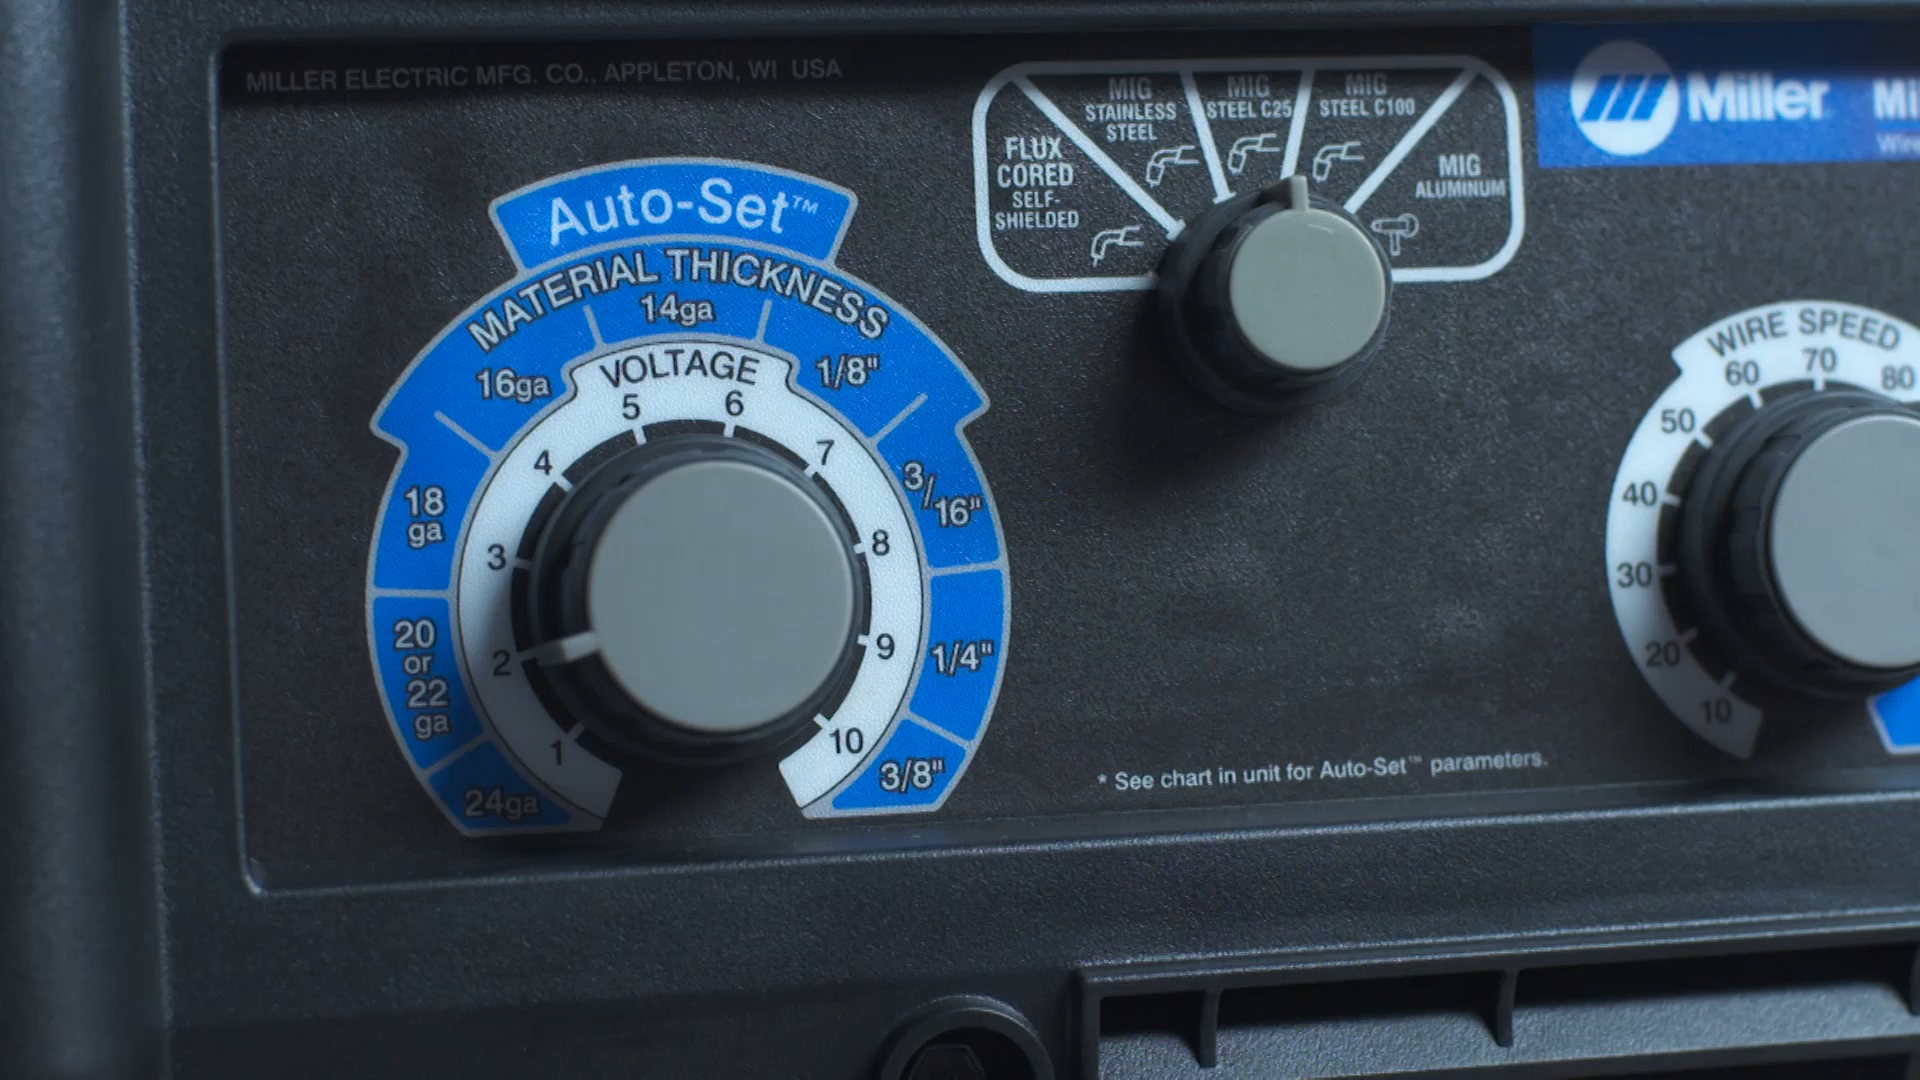 MILLER ELECTRIC MFG. CO., APPLETON, WI USA
Auto-Set™
MATERIAL THICKNESS
24ga
20
or
22
ga
18
ga
16ga
14ga
1/8"
3/16"
1/4"
3/8"
VOLTAGE
1
2
3
4
5
6
7
8
9
10
FLUX
CORED
SELF-
SHIELDED
MIG
STAINLESS
STEEL
MIG
STEEL C25
MIG
STEEL C100
MIG
ALUMINUM
Miller
WIRE SPEED
10
20
30
40
50
60
70
80
* See chart in unit for Auto-Set™ parameters.